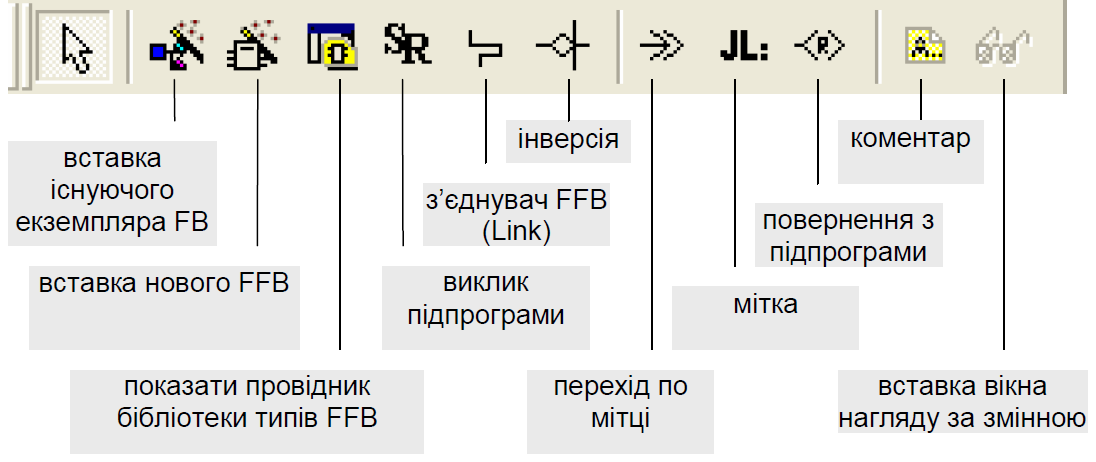 SR
JL:
R
A..
інверсія
коментар
вставка
існуючого
екземпляра FB
з’єднувач FFB
(Link)
повернення з
підпрограми
вставка нового FFB
виклик
підпрограми
мітка
показати провідник
бібліотеки типів FFB
перехід по
мітці
вставка вікна
нагляду за змінною